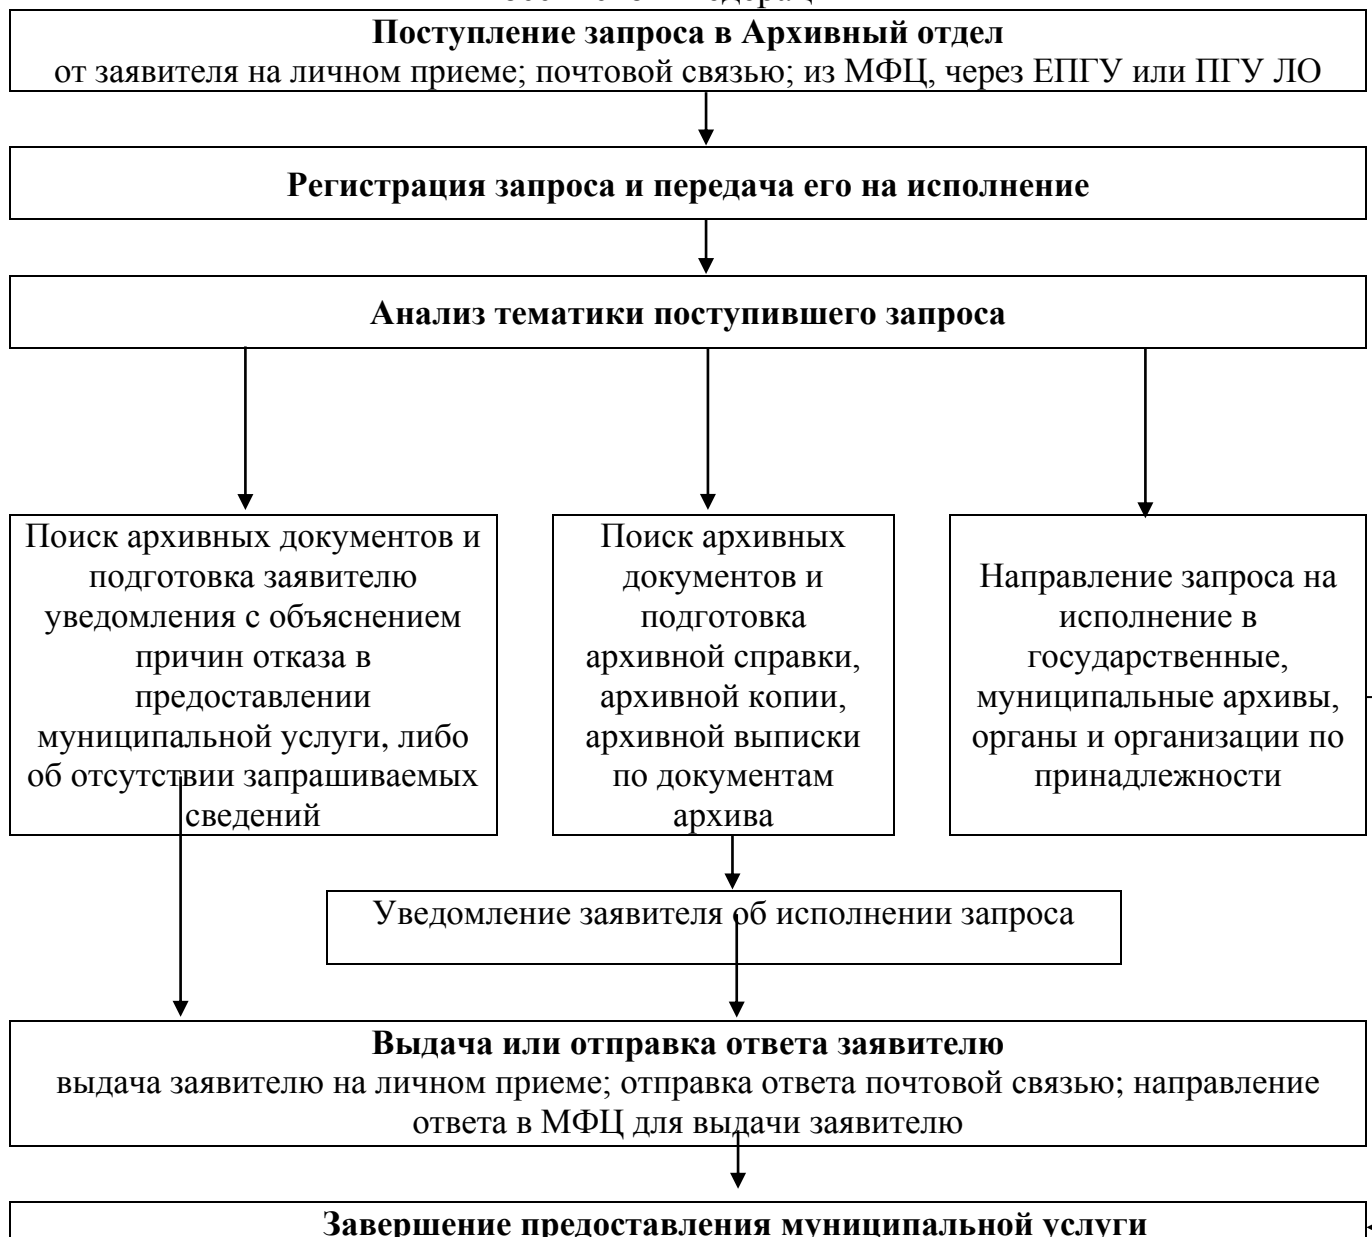 Поступление запроса в Архивный отдел
от заявителя на личном приеме; почтовой связью; из МФЦ, через ЕПГУ или ПГУ ЛО
Регистрация запроса и передача его на исполнение
Анализ тематики поступившего запроса
Поиск архивных документов и
подготовка заявителю
уведомления с объяснением
причин отказа в
предоставлении
муниципальной услуги, либо
об отсутствии запрашиваемых
сведений
Поиск архивных
документов и
подготовка
архивной справки,
архивной копии,
архивной выписки
по документам
архива
Направление запроса на
исполнение в
государственные,
муниципальные архивы,
органы и организации по
принадлежности
Уведомление заявителя об исполнении запроса
Выдача или отправка ответа заявителю
выдача заявителю на личном приеме; отправка ответа почтовой связью; направление
ответа в МФЦ для выдачи заявителю
Завершение предоставления муниципальной услуги